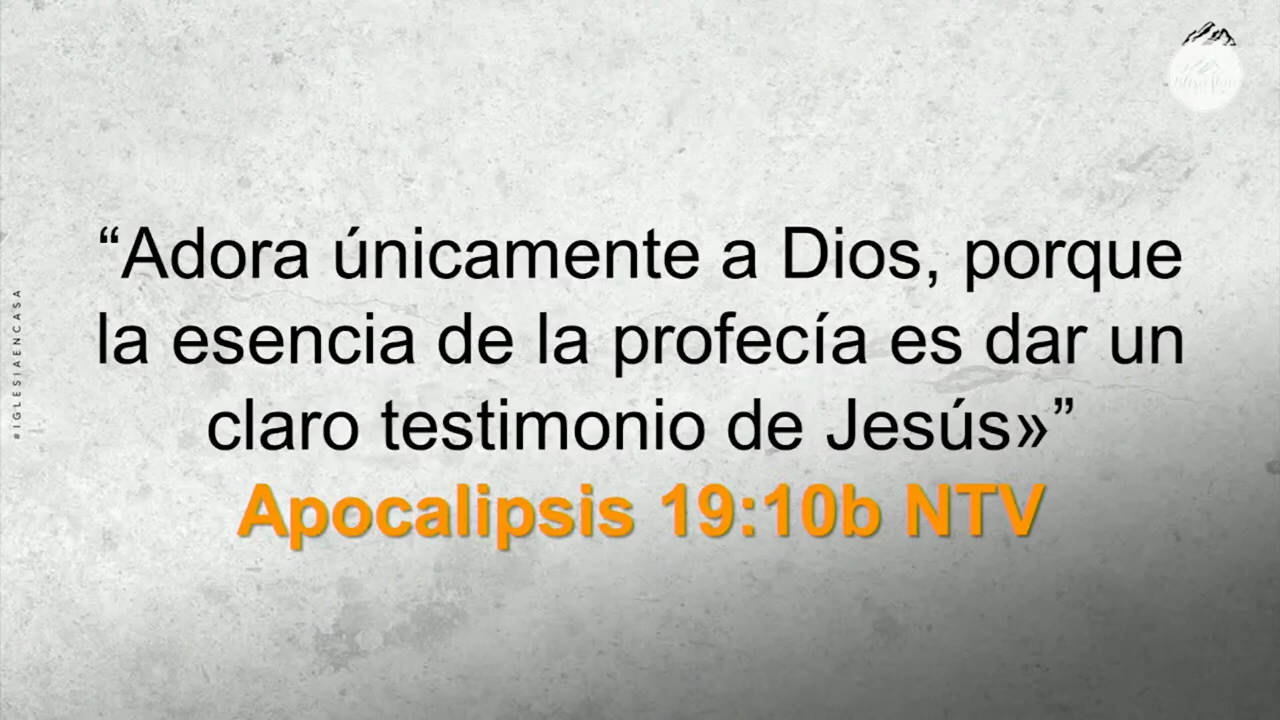 “Adora únicamente a Dios, porque
la esencia de la profecía es dar un
claro testimonio de Jesús»”
Apocalipsis 19:10b NTV
#IGLESIAENCASA